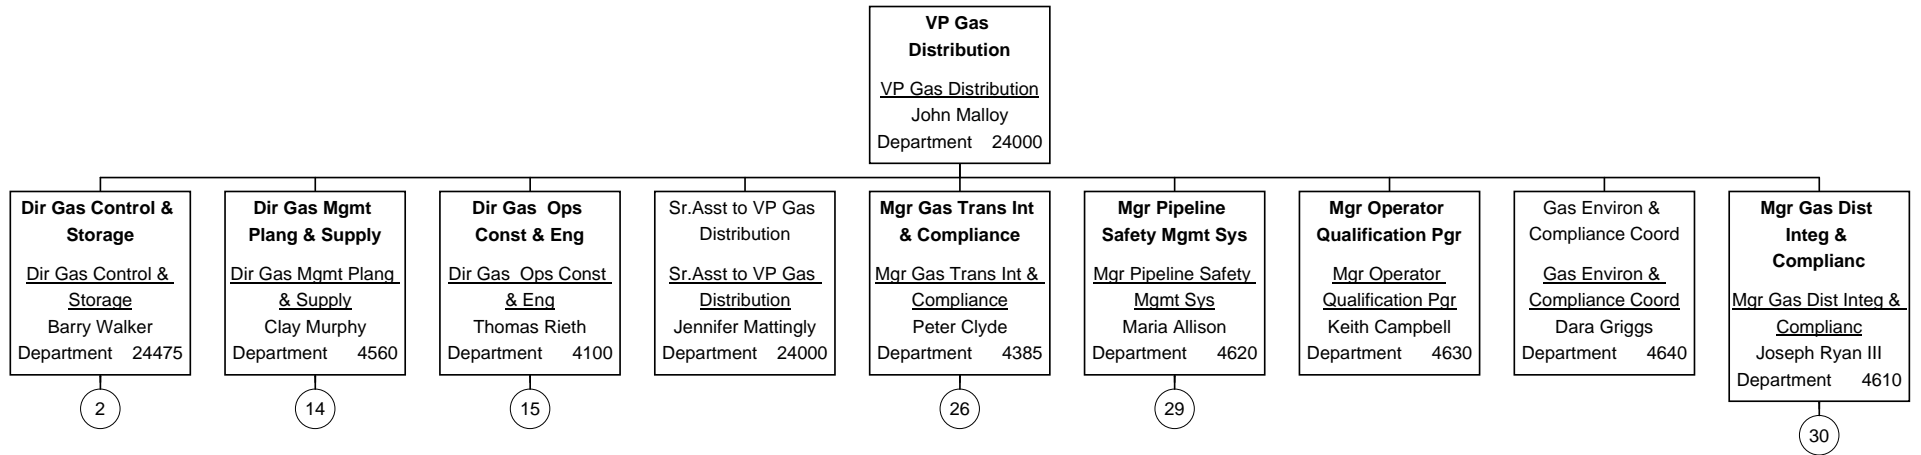 VP Gas
Distribution
VP Gas Distribution
John Malloy
Department 24000
Dir Gas Control &
Storage
Dir Gas Control &
Storage
Barry Walker
Department 24475
2
Dir Gas Mgmt
Plang & Supply
Dir Gas Mgmt Plang
& Supply
Clay Murphy
Department 4560
14
Dir Gas Ops
Const & Eng
Dir Gas Ops Const
& Eng
Thomas Rieth
Department 4100
15
Sr.Asst to VP Gas
Distribution
Sr.Asst to VP Gas
Distribution
Jennifer Mattingly
Department 24000
Mgr Gas Trans Int
& Compliance
Mgr Gas Trans Int &
Compliance
Peter Clyde
Department 4385
26
Mgr Pipeline
Safety Mgmt Sys
Mgr Pipeline Safety
Mgmt Sys
Maria Allison
Department 4620
29
Mgr Operator
Qualification Pgr
Mgr Operator
Qualification Pgr
Keith Campbell
Department 4630
Gas Environ &
Compliance Coord
Gas Environ &
Compliance Coord
Dara Griggs
Department 4640
Mgr Gas Dist
Integ &
Complianc
Mgr Gas Dist Integ &
Complianc
Joseph Ryan III
Department 4610
30